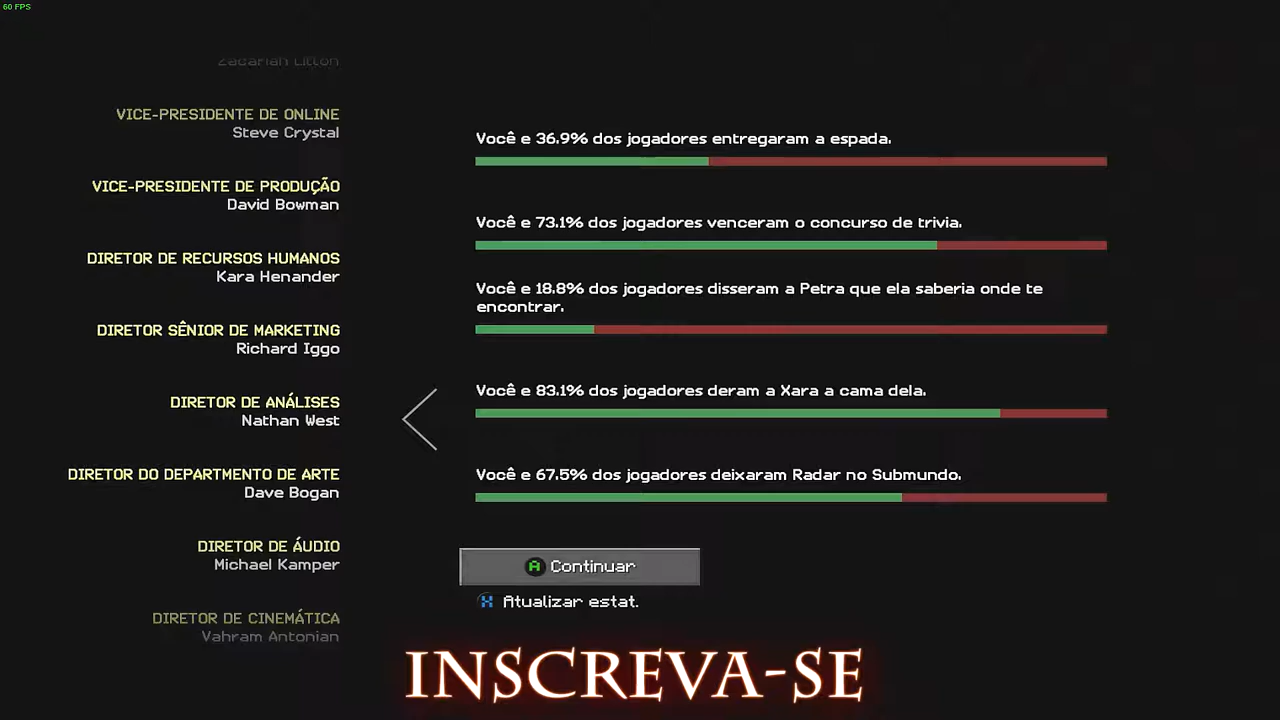 60 FPS
Zadariah Litton
VICE-PRESIDENTE DE ONLINE
Steve Crystal
VICE-PRESIDENTE DE PRODUÇÃO
David Bowman
DIRETOR DE RECURSOS HUMANOS
Kara Henander
DIRETOR SÊNIOR DE MARKETING
Richard Iggo
DIRETOR DE ANÁLISES
Nathan West
DIRETOR DO DEPARTMENTO DE ARTE
Dave Bogan
DIRETOR DE ÁUDIO
Michael Kamper
DIRETOR DE CINEMÁTICA
Vahram Antonian
Você e 36.9% dos jogadores entregaram a espada.
Você e 73.1% dos jogadores venceram o concurso de trivia.
Você e 18.8% dos jogadores disseram a Petra que ela saberia onde te
encontrar.
Você e 83.1% dos jogadores deram a Xara a cama dela.
Você e 67.5% dos jogadores deixaram Radar no Submundo.
A Continuar
X Atualizar estat.
INSCREVA-SE